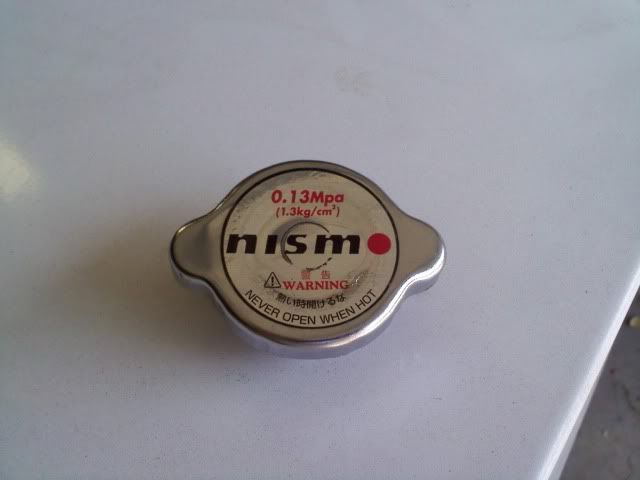 0.13Mpa
(1.3kg/cm²)
nismo
警告
⚠WARNING
熱い時開けるな
NEVER OPEN WHEN HOT